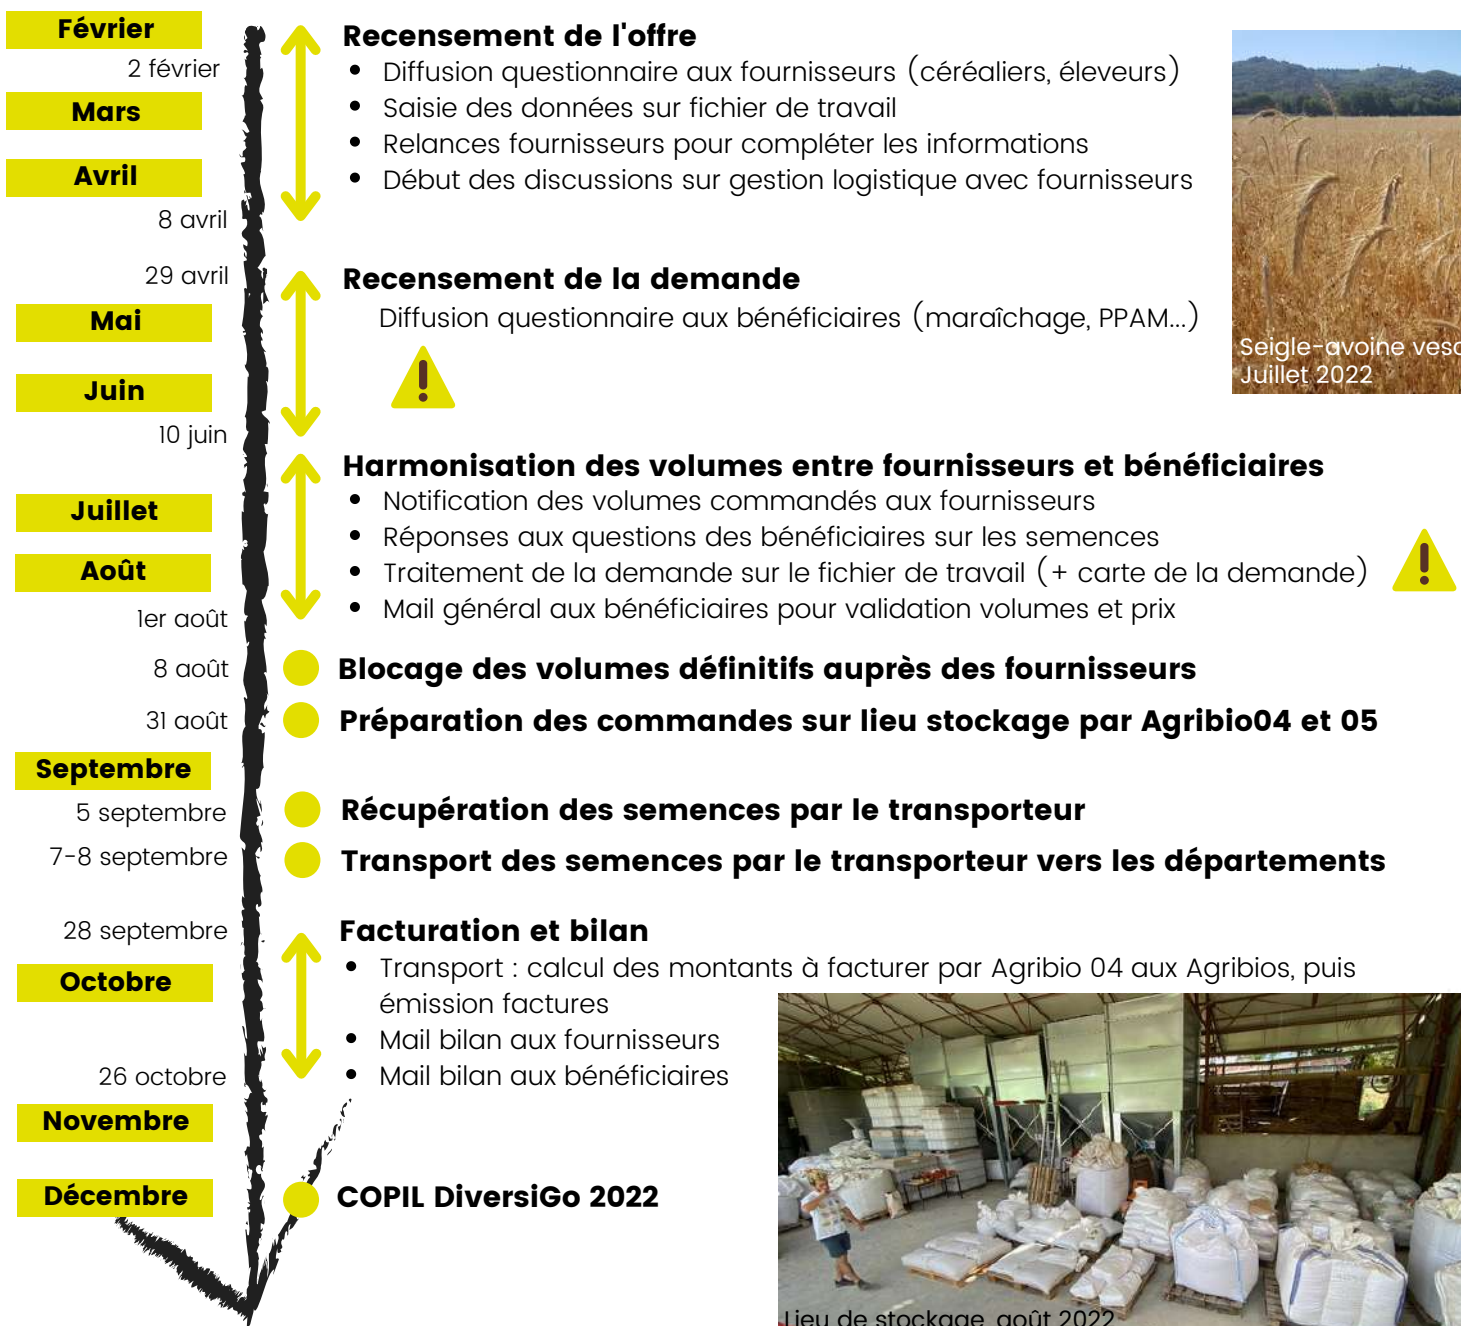 Février
2 février
Mars
Avril
8 avril
Recensement de l'offre
• Diffusion questionnaire aux fournisseurs (céréaliers, éleveurs)
• Saisie des données sur fichier de travail
• Relances fournisseurs pour compléter les informations
• Début des discussions sur gestion logistique avec fournisseurs
29 avril
Mai
Juin
10 juin
Recensement de la demande
Diffusion questionnaire aux bénéficiaires (maraîchage, PPAM...)
Seigle-avoine
Juillet 2022
Harmonisation des volumes entre fournisseurs et bénéficiaires
• Notification des volumes commandés aux fournisseurs
• Réponses aux questions des bénéficiaires sur les semences
• Traitement de la demande sur le fichier de travail (+ carte de la demande)
• Mail général aux bénéficiaires pour validation volumes et prix
Juillet
Août
1er août
8 août
Blocage des volumes définitifs auprès des fournisseurs
31 août
Préparation des commandes sur lieu stockage par Agribio04 et 05
Septembre
5 septembre
Récupération des semences par le transporteur
7-8 septembre
Transport des semences par le transporteur vers les départements
28 septembre
Octobre
26 octobre
Facturation et bilan
• Transport : calcul des montants à facturer par Agribio 04 aux Agribios, puis
émission factures
• Mail bilan aux fournisseurs
• Mail bilan aux bénéficiaires
Novembre
Décembre
COPIL DiversiGo 2022
Lieu de stockage, août 2022